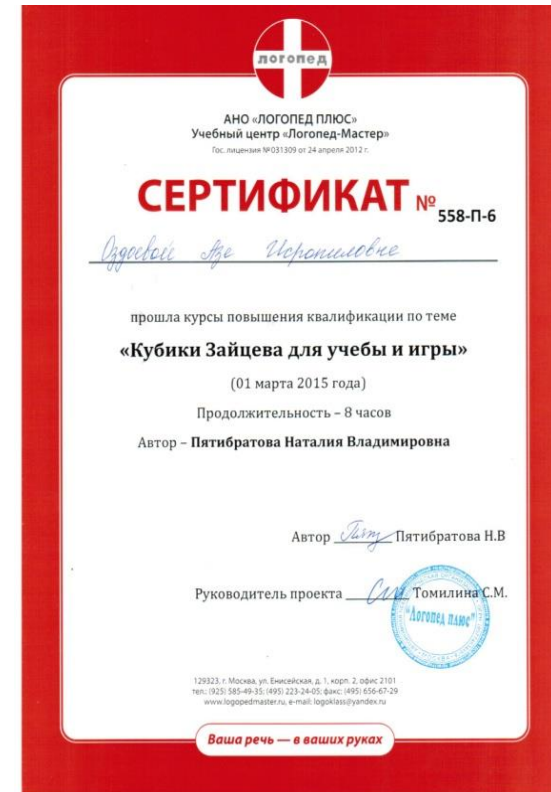 логопед
АНО «ЛОГОПЕД ПЛЮС»
Учебный центр «Логопед-Мастер»
Гос. лицензия №031309 от 24 апреля 2012 г.
СЕРТИФИКАТ № 558-П-6
Оздоевой Азе Исропиловне
прошла курсы повышения квалификации по теме
«Кубики Зайцева для учебы и игры»
(01 марта 2015 года)
Продолжительность – 8 часов
Автор – Пятибратова Наталия Владимировна
Автор Пятибратова Н.В
Руководитель проекта Томилина С.М.
"Логопед плюс"
129323, г. Москва, ул. Енисейская, д. 1, корп. 2, офис 2101
тел.: (925) 585-49-35; (495) 223-24-05; факс: (495) 656-67-29
www.logopedmaster.ru, e-mail: logoklass@yandex.ru
Ваша речь — в ваших руках